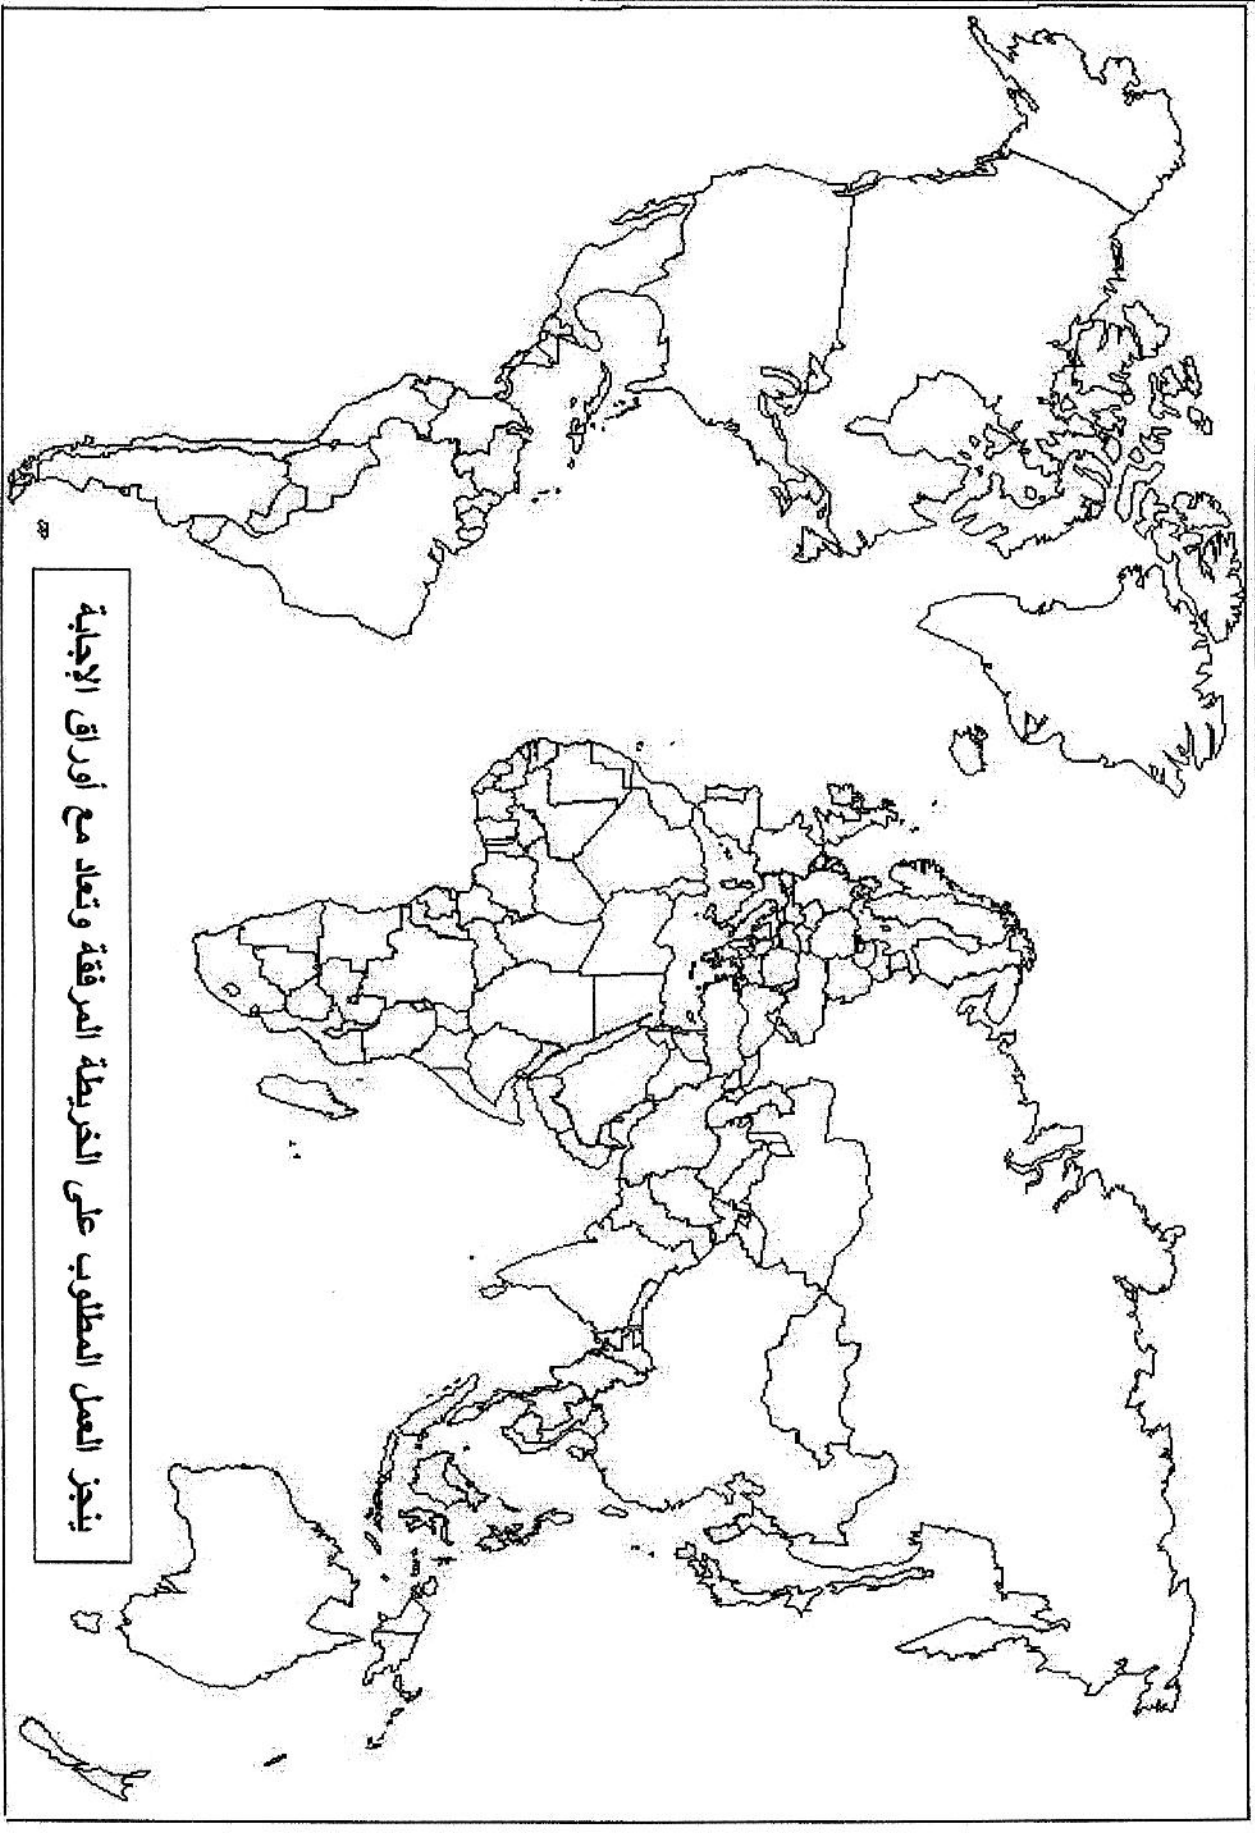 ينجز العمل المطلوب على الخريطة المرفقة وتعاد مع أوراق الإجابة